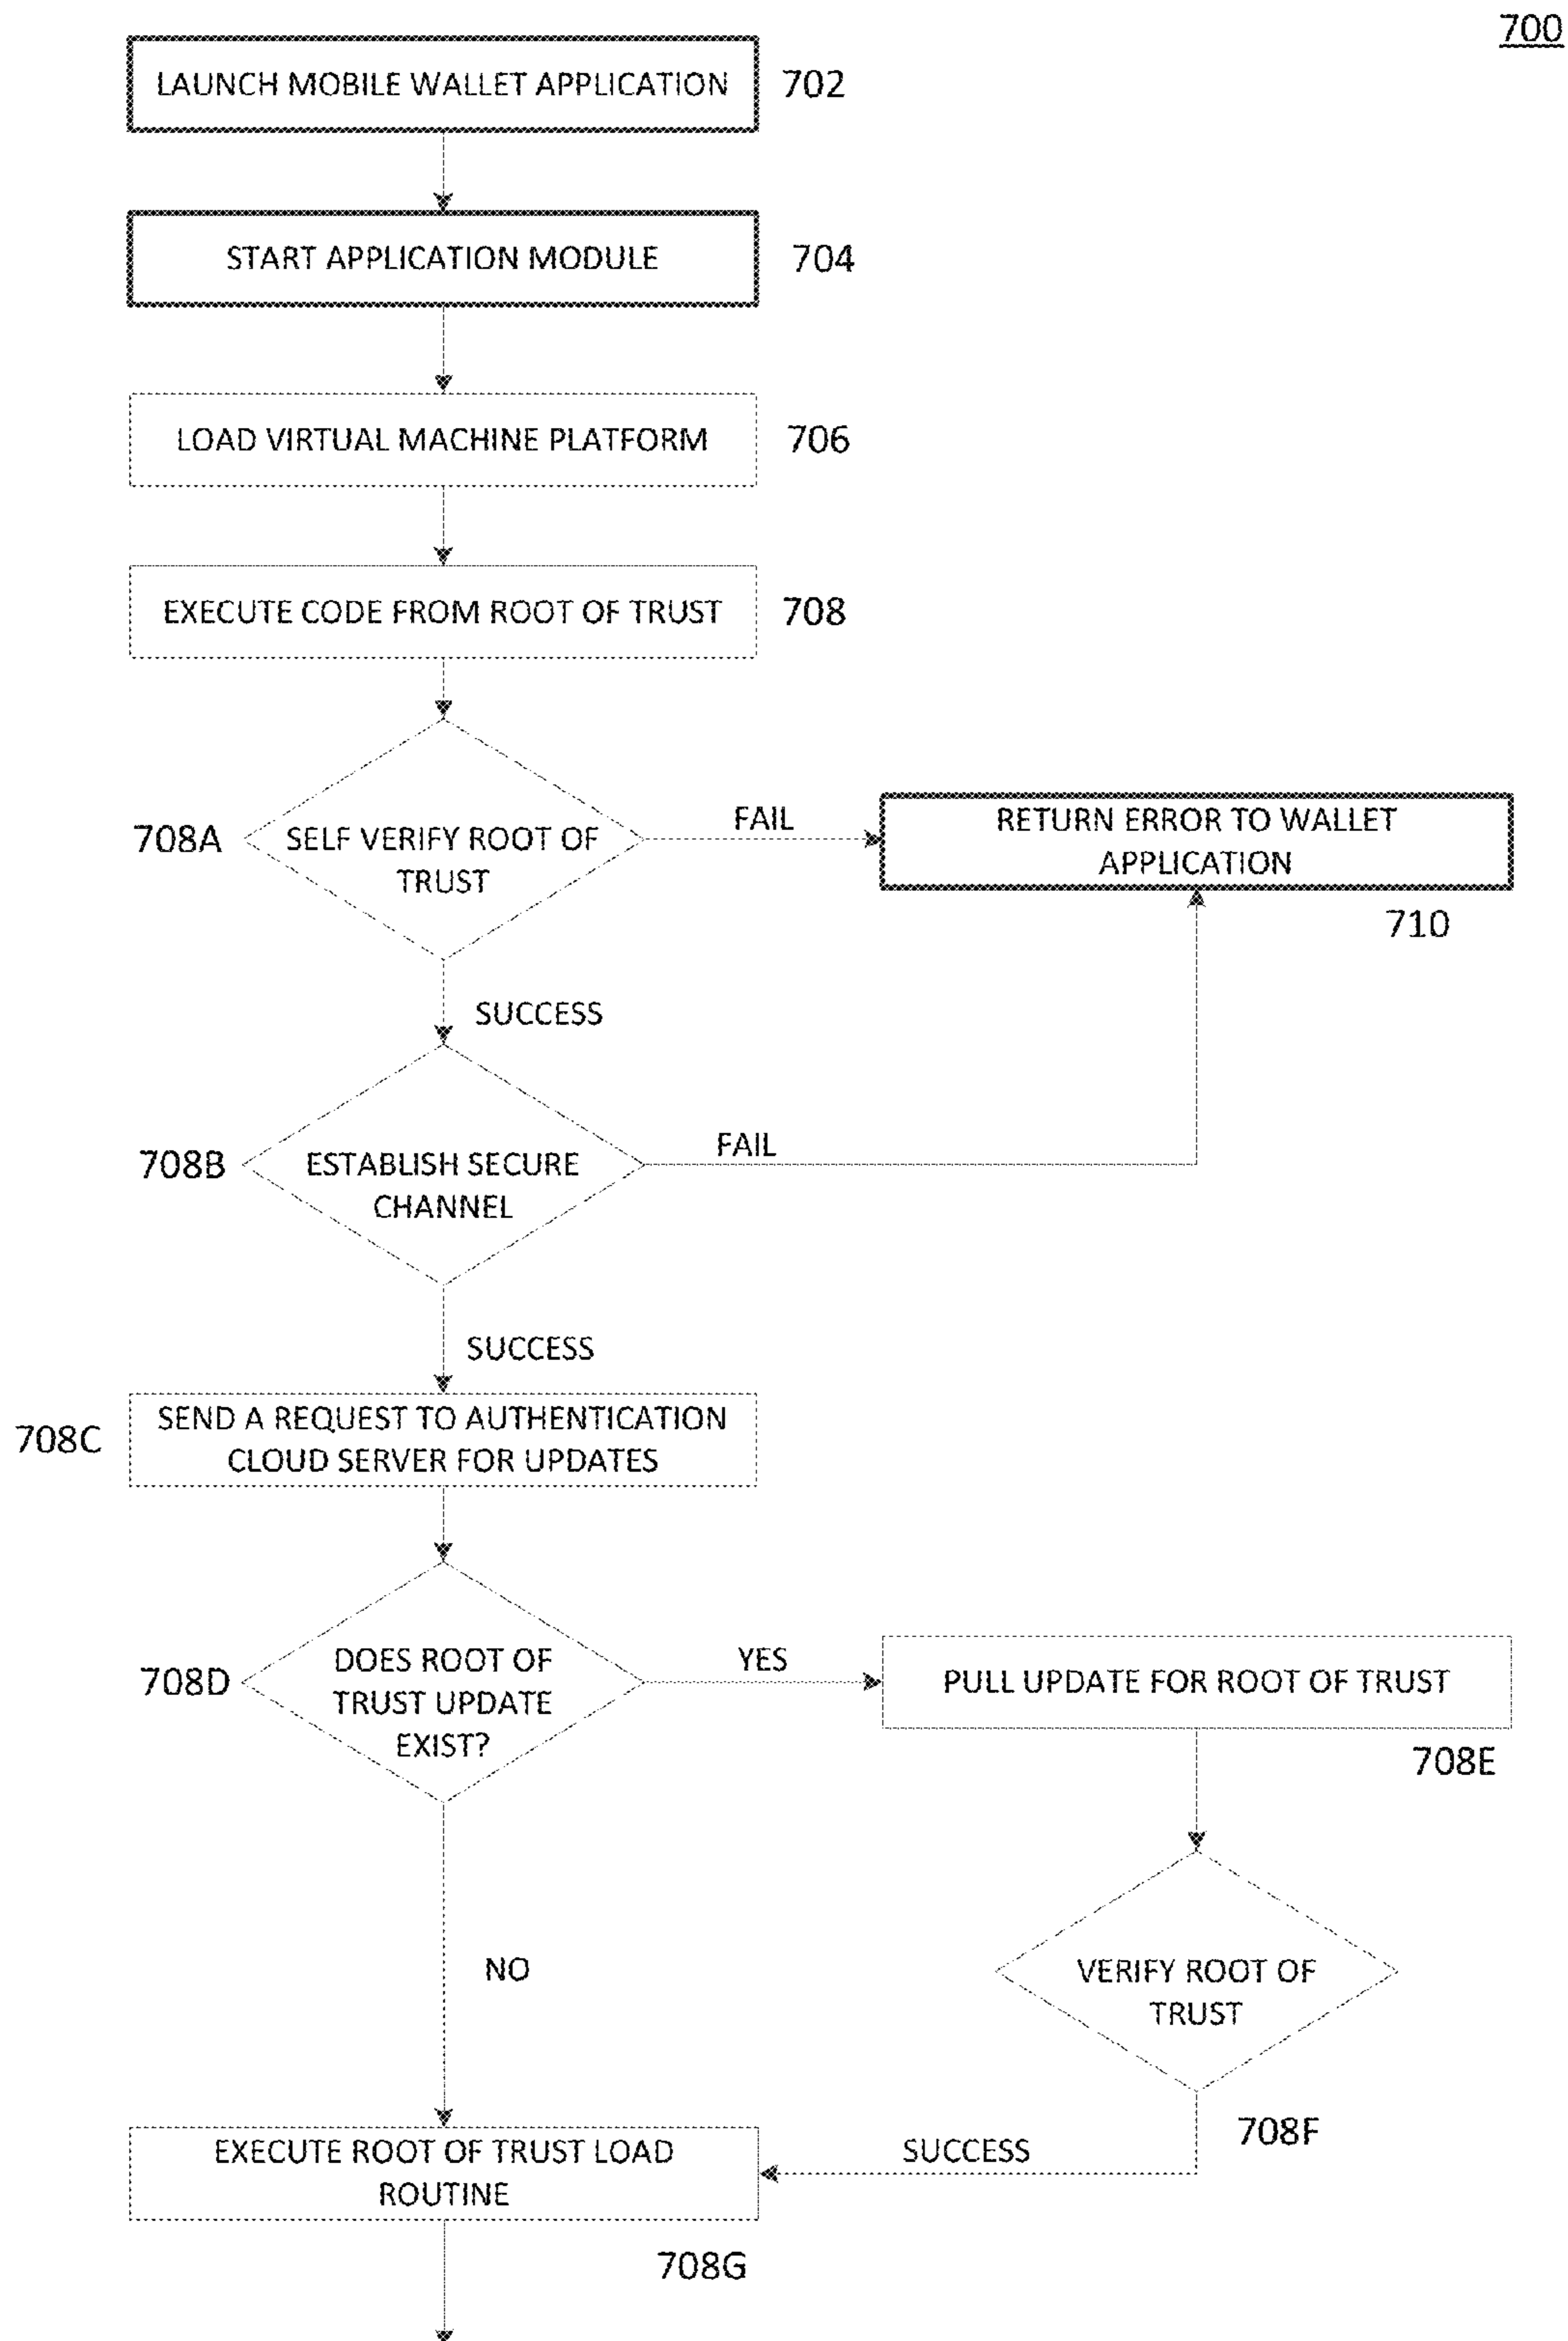 700
LAUNCH MOBILE WALLET APPLICATION
702
START APPLICATION MODULE
704
LOAD VIRTUAL MACHINE PLATFORM
706
EXECUTE CODE FROM ROOT OF TRUST
708
708A
SELF VERIFY ROOT OF
TRUST
FAIL
RETURN ERROR TO WALLET
APPLICATION
710
SUCCESS
708B
ESTABLISH SECURE
CHANNEL
FAIL
SUCCESS
708C
SEND A REQUEST TO AUTHENTICATION
CLOUD SERVER FOR UPDATES
708D
DOES ROOT OF
TRUST UPDATE
EXIST?
YES
PULL UPDATE FOR ROOT OF TRUST
708E
NO
VERIFY ROOT OF
TRUST
708F
SUCCESS
EXECUTE ROOT OF TRUST LOAD
ROUTINE
708G